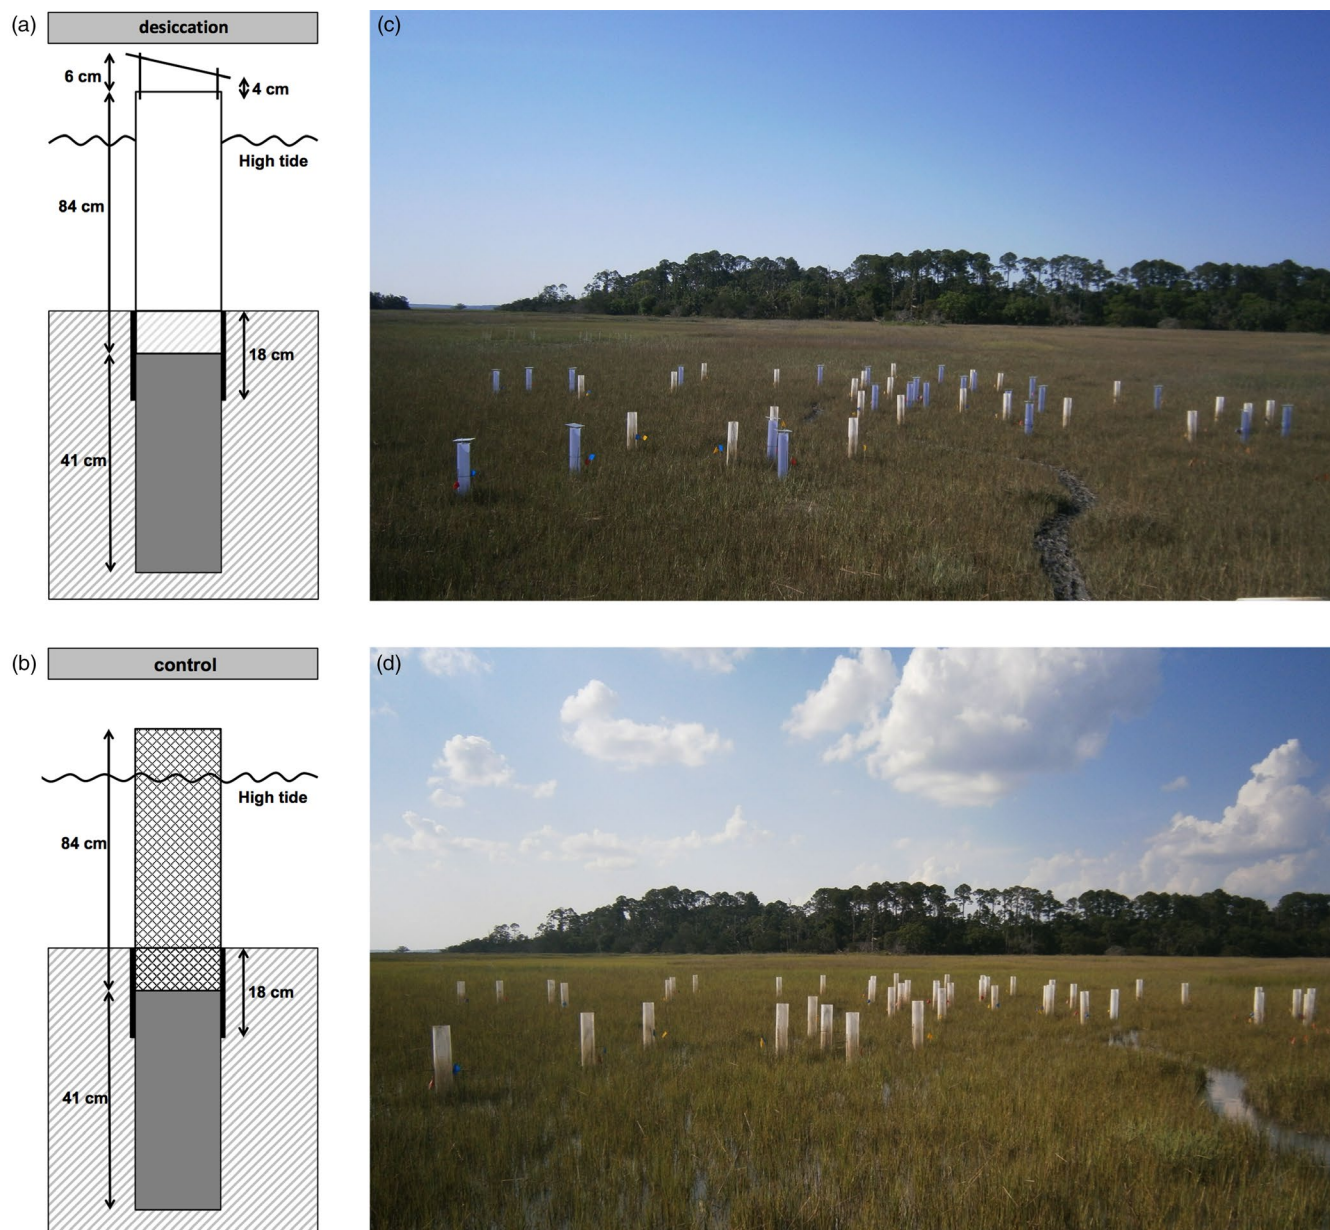 (a)
desiccation
6 cm
4 cm
High tide
84 cm
18 cm
41 cm
(c)
(b)
control
High tide
84 cm
18 cm
41 cm
(d)